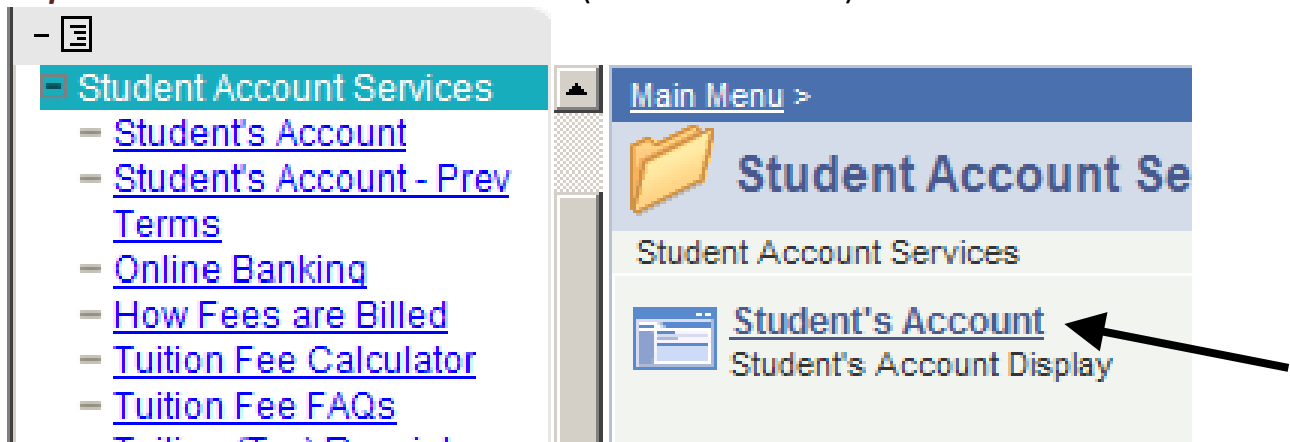 Student Account Services
Student's Account
Student's Account - Prev
Terms
Online Banking
How Fees are Billed
Tuition Fee Calculator
Tuition Fee FAQs
Main Menu >
Student Account Se
Student Account Services
Student's Account
Student's Account Display